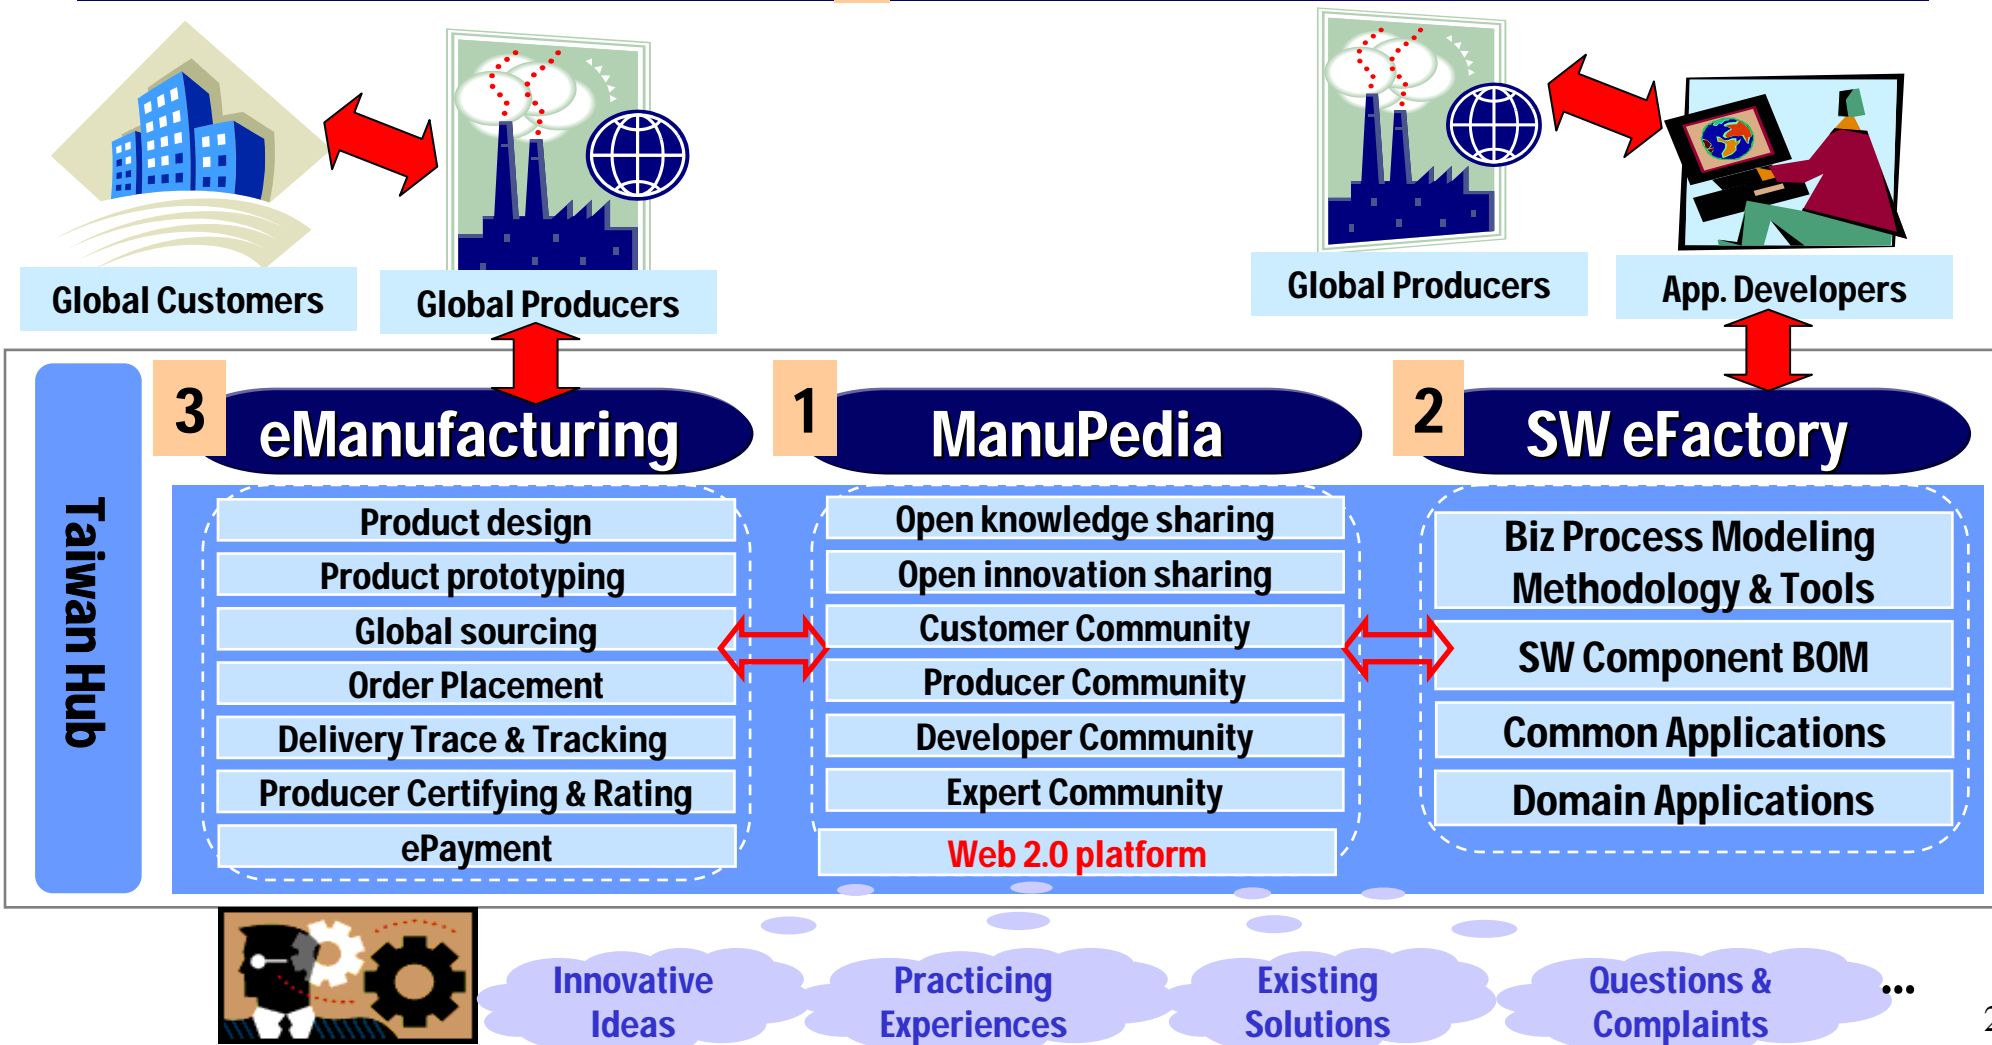 Global Customers
Global Producers
Global Producers
App. Developers
Taiwan Hub
3
eManufacturing
Product design
Product prototyping
Global sourcing
Order Placement
Delivery Trace & Tracking
Producer Certifying & Rating
ePayment
1
ManuPedia
Open knowledge sharing
Open innovation sharing
Customer Community
Producer Community
Developer Community
Expert Community
Web 2.0 platform
2
SW eFactory
Biz Process Modeling
Methodology & Tools
SW Component BOM
Common Applications
Domain Applications
Innovative
Ideas
Practicing
Experiences
Existing
Solutions
Questions &
Complaints
...